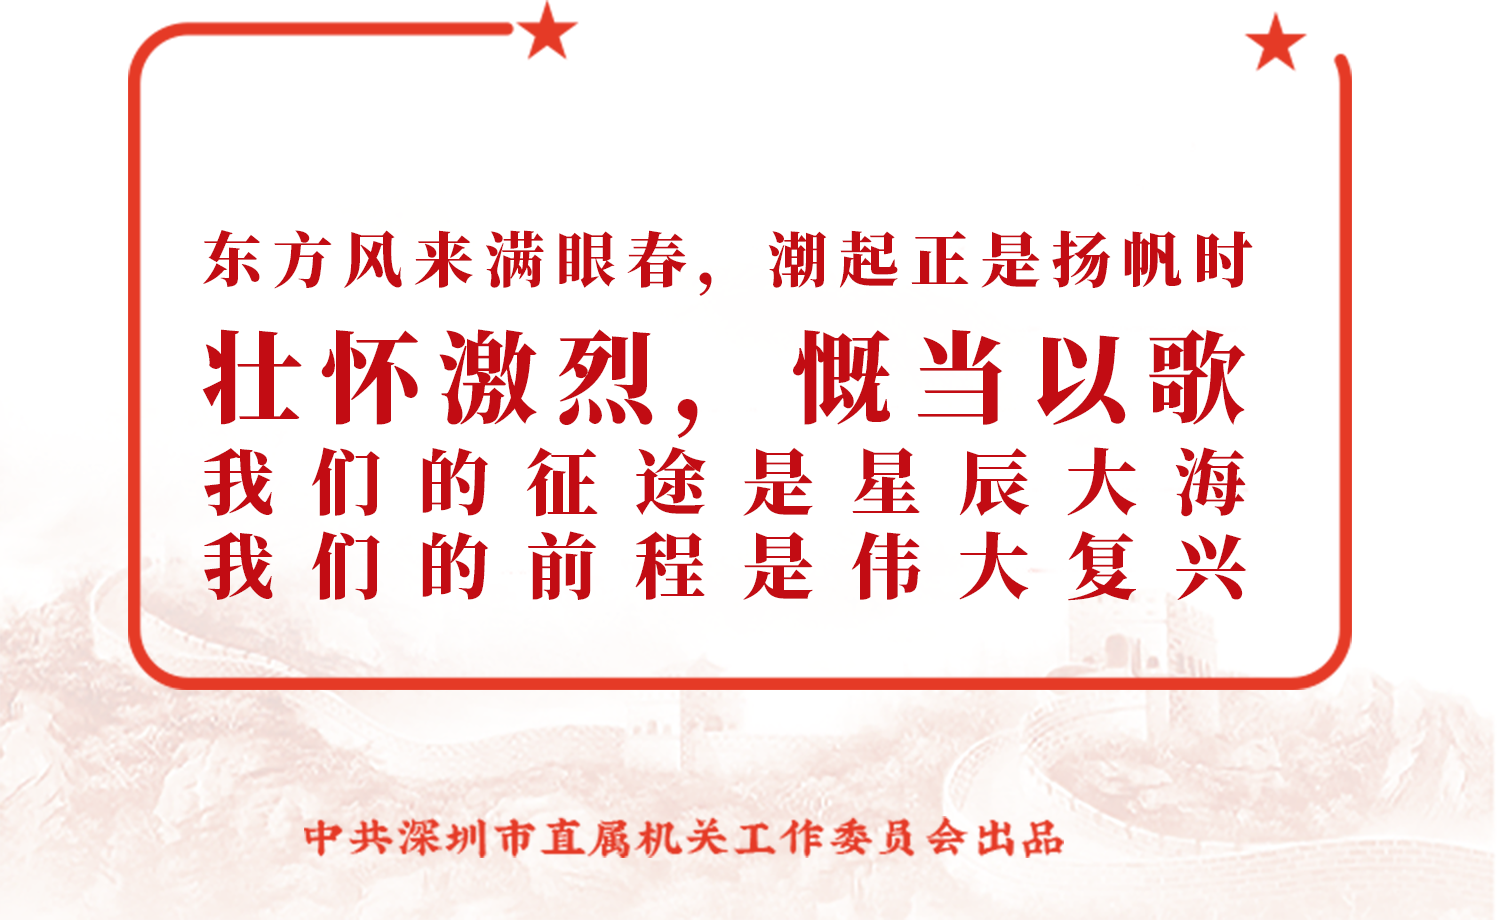 东方风来满眼春，潮起正是扬帆时
壮怀激烈，慨当以歌
我们的征途是星辰大海
我们的前程是伟大复兴
中共深圳市直属机关工作委员会出品